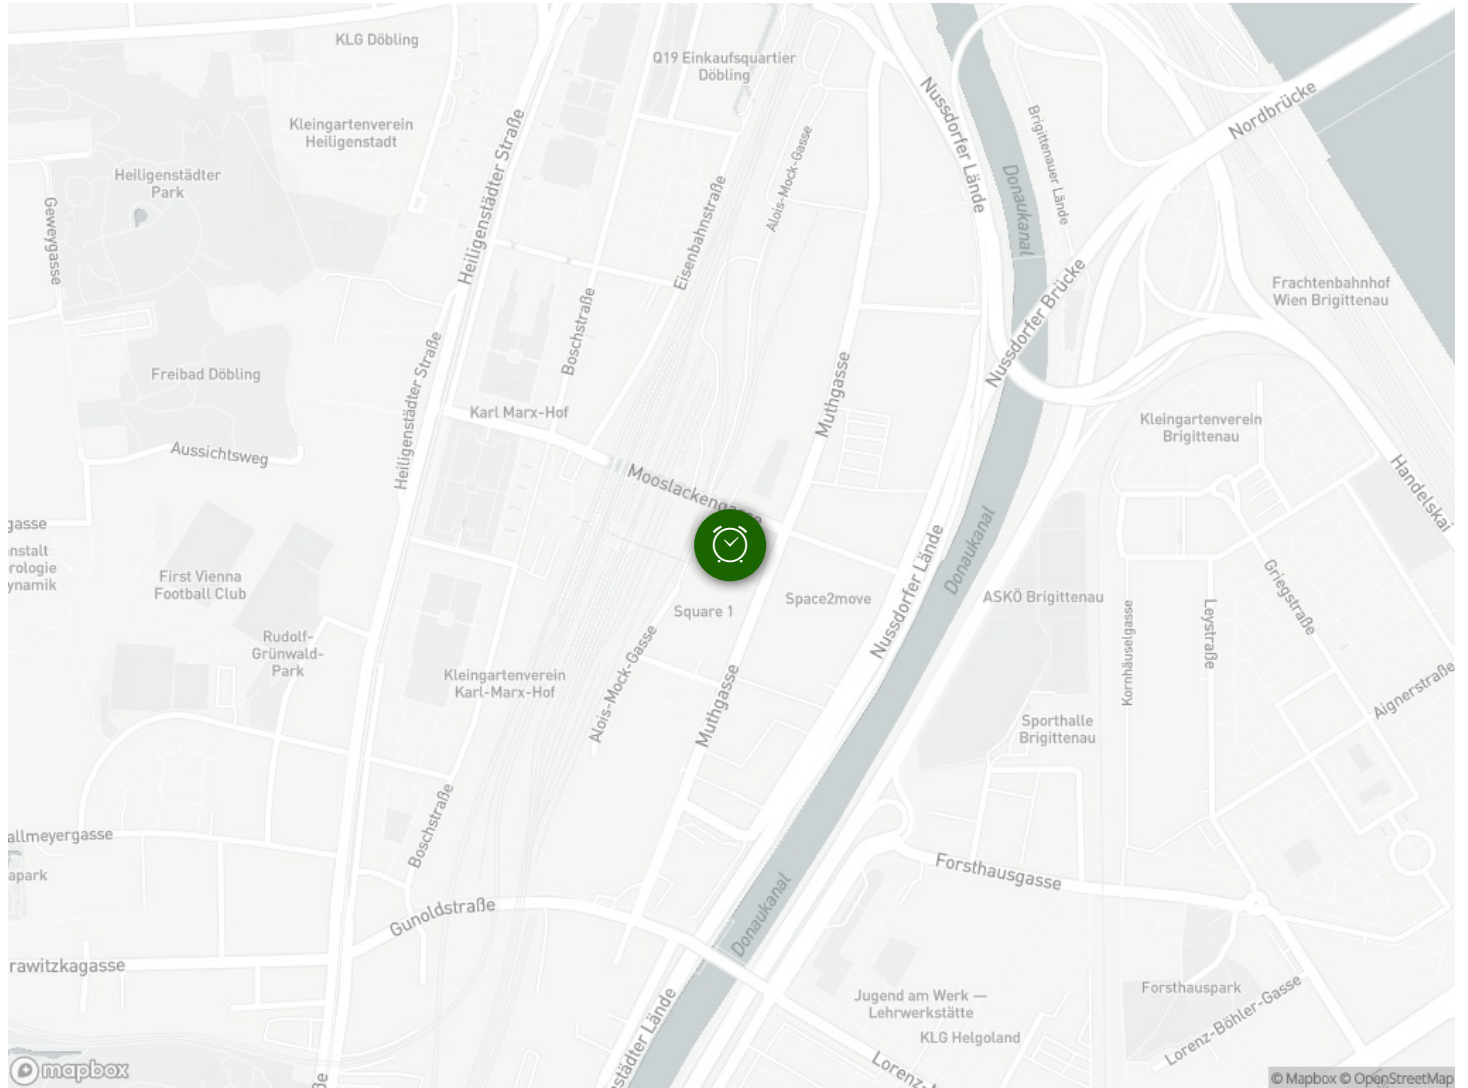 KLG Döbling
Q19 Einkaufsquartier
Döbling
Kleingartenverein
Heiligenstadt
Heiligenstädter
Park
Geweygasse
Heiligenstädter Straße
Eisenbahnstraße
Alois-Mock-Gasse
Nussdorfer Lände
Donaukanal
Brigittenauer Lände
Nordbrücke
Frachtenbahnhof
Wien Brigittenau
Nussdorfer Brücke
Boschstraße
Heiligenstädter Straße
Freibad Döbling
Karl Marx-Hof
Muthgasse
Kleingartenverein
Brigittenau
Aussichtsweg
Mooslackengasse
Handelskai
gasse
nstalt
rologie
ynamik
First Vienna
Football Club
Nussdorfer Lände
Donaukanal
ASKÖ Brigittenau
Griegstraße
Space2move
Square 1
Kornhäuselgasse
Leystraße
Rudolf-
Grünwald-
Park
Kleingartenverein
Karl-Marx-Hof
Alois-Mock-Gasse
Muthgasse
Aignerstraße
Sporthalle
Brigittenau
Boschstraße
allmeyergasse
apark
Forsthausgasse
Gunoldstraße
Donaukanal
rawitzkagasse
Forsthauspark
Jugend am Werk —
Lehrwerkstätte
KLG Helgoland
Lorenz-Böhler-Gasse
städter Lände
Lorenz-
ße
mapbox
© Mapbox © OpenStreetMap